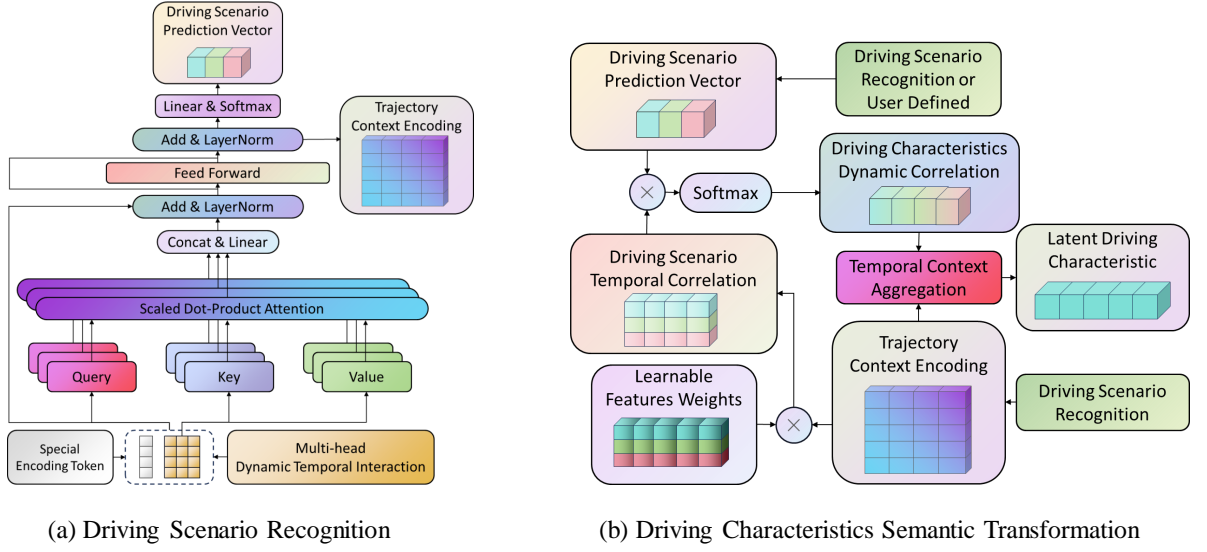 Driving Scenario
Prediction Vector
Linear & Softmax
Add & LayerNorm
Trajectory
Context Encoding
Feed Forward
Add & LayerNorm
Concat & Linear
Scaled Dot-Product Attention
Query
Key
Value
Special
Encoding Token
Multi-head
Dynamic Temporal Interaction
(a) Driving Scenario Recognition
Driving Scenario
Prediction Vector
Driving Scenario
Recognition or
User Defined
×
Softmax
Driving Characteristics
Dynamic Correlation
Driving Scenario
Temporal Correlation
Temporal Context
Aggregation
Latent Driving
Characteristic
Learnable
Features Weights
×
Trajectory
Context Encoding
Driving Scenario
Recognition
(b) Driving Characteristics Semantic Transformation